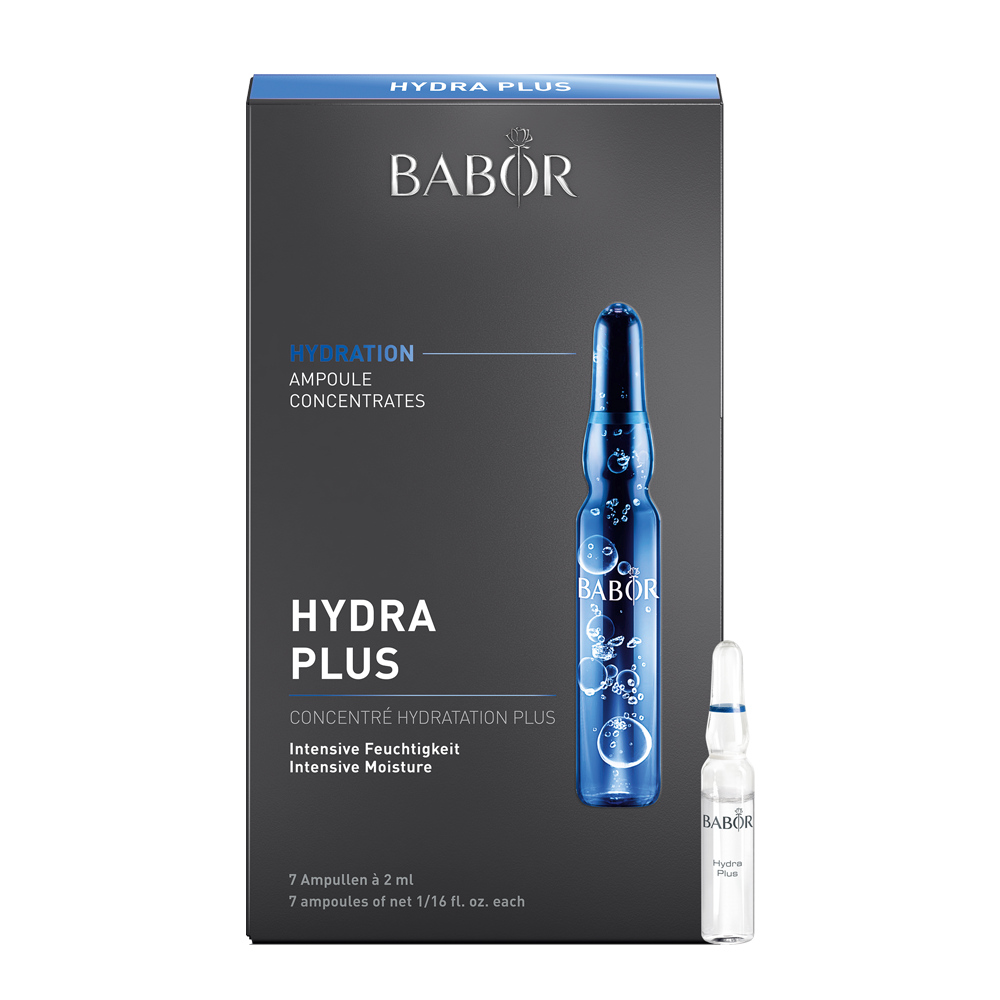 HYDRA PLUS
BABOR
HYDRATION
AMPOULE
CONCENTRATES
BABOR
HYDRA
PLUS
CONCENTRÉ HYDRATATION PLUS
Intensive Feuchtigkeit
Intensive Moisture
7 Ampullen à 2 ml
7 ampoules of net 1/16 fl. oz. each
BABOR
Hydra
Plus